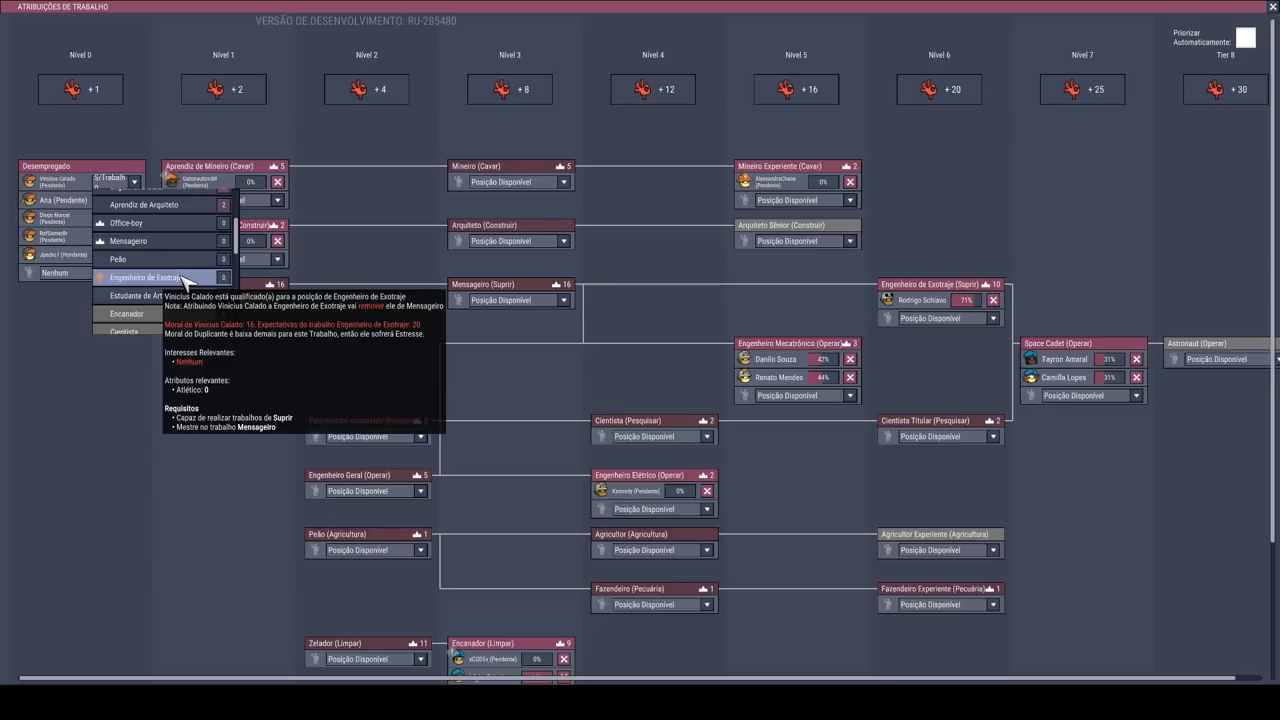 ATRIBUIÇÕES DE TRABALHO
VERSÃO DE DESENVOLVIMENTO: RU-285480
Priorizar
Automaticamente:
Nível 0
Nível 1
Nível 2
Nível 3
Nível 4
Nível 5
Nível 6
Nível 7
Tier 8
+ 1
+ 2
+ 4
+ 8
+ 12
+ 16
+ 20
+ 25
+ 30
Desempregado
Vinicius Calado
(Pendente)
S/Trabalh
o
Ana (Pendente)
Diego Marcel
(Pendente)
RofGamerBr
(Pendente)
Jpedro7 (Pendente)
Nenhum
Aprendiz de Arquiteto 2
Office-boy 0
Mensageiro 0
Peão 0
Engenheiro de Exotraje 0
Estudante de Art
Encanador
Cientista
Aprendiz de Mineiro (Cavar) 5
(Pendente) 0%
el
Construir) 2
0%
el
16
Vinicius Calado está qualificado(a) para a posição de Engenheiro de Exotraje
Nota: Atribuindo Vinicius Calado a Engenheiro de Exotraje vai remover ele de Mensageiro
Moral de Vinicius Calado: 16, Expectativas do trabalho Engenheiro de Exotraje: 20
Moral do Duplicante é baixa demais para este Trabalho, então ele sofrerá Estresse.
Interesses Relevantes:
• Nenhum
Atributos relevantes:
• Atlético: 0
Requisitos
• Capaz de realizar trabalhos de Suprir
• Mestre no trabalho Mensageiro
Mineiro (Cavar) 5
Posição Disponível
Mineiro Experiente (Cavar) 2
AlexsandroCheos
(Pendente) 0%
Posição Disponível
Arquiteto (Construir)
Posição Disponível
Arquiteto Sênior (Construir)
Posição Disponível
Mensageiro (Suprir) 16
Posição Disponível
Engenheiro de Exotraje (Suprir) 10
Rodrigo Schiavo 71%
Posição Disponível
Engenheiro Mecatrônico (Operar) 3
Danilo Souza 42%
Renato Mendes 44%
Posição Disponível
Space Cadet (Operar)
Tayron Amaral 31%
Camilla Lopes 31%
Posição Disponível
Astronaut (Operar)
Posição Disponível
Posição Disponível
Cientista (Pesquisar) 2
Posição Disponível
Cientista Titular (Pesquisar) 2
Posição Disponível
Engenheiro Geral (Operar) 5
Posição Disponível
Engenheiro Elétrico (Operar) 2
Kennedy (Pendente) 0%
Posição Disponível
Peão (Agricultura) 1
Posição Disponível
Agricultor (Agricultura)
Posição Disponível
Agricultor Experiente (Agricultura)
Posição Disponível
Fazendeiro (Pecuária) 1
Posição Disponível
Fazendeiro Experiente (Pecuária) 1
Posição Disponível
Zelador (Limpar) 11
Posição Disponível
Encanador (Limpar) 9
sCODEx (Pendente) 0%